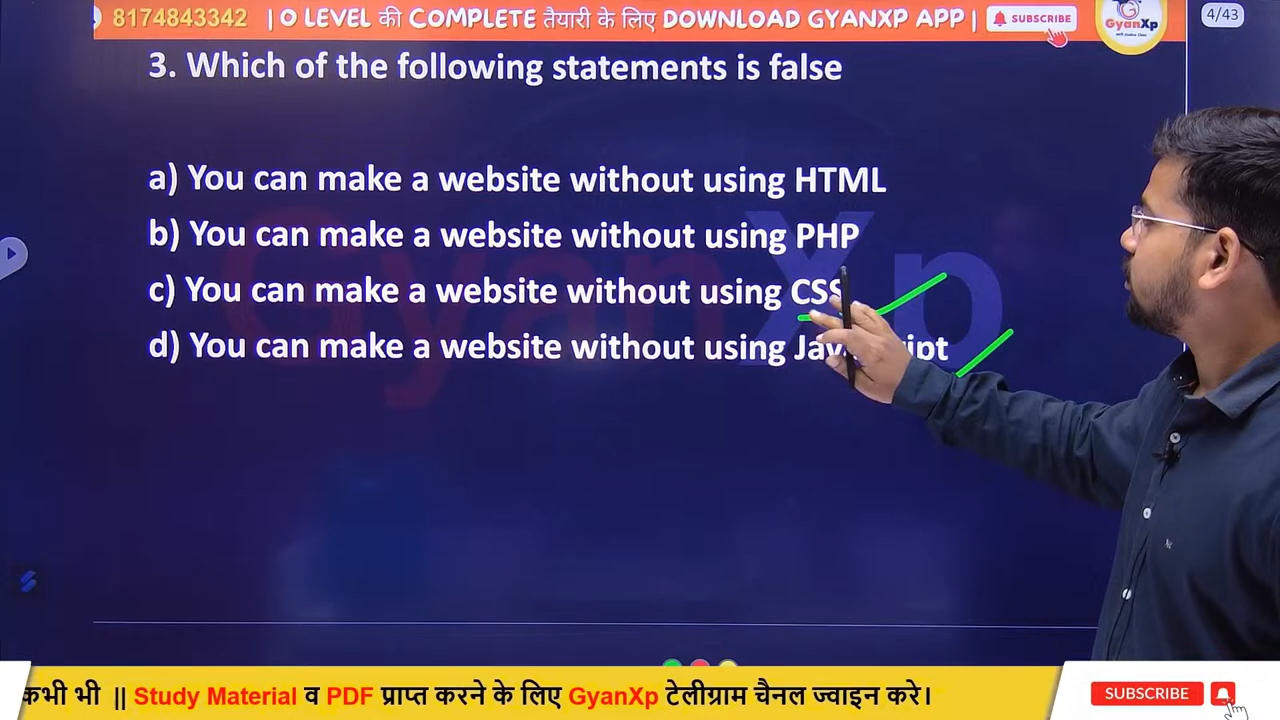 8174843342 | O LEVEL की COMPLETE तैयारी के लिए DOWNLOAD GYANXP APP | SUBSCRIBE
GyanXp
4/43
3. Which of the following statements is false
a) You can make a website without using HTML
b) You can make a website without using PHP
c) You can make a website without using CSS
d) You can make a website without using
GyanXp
कभी भी || Study Material व PDF प्राप्त करने के लिए GyanXp टेलीग्राम चैनल ज्वाइन करे।
SUBSCRIBE